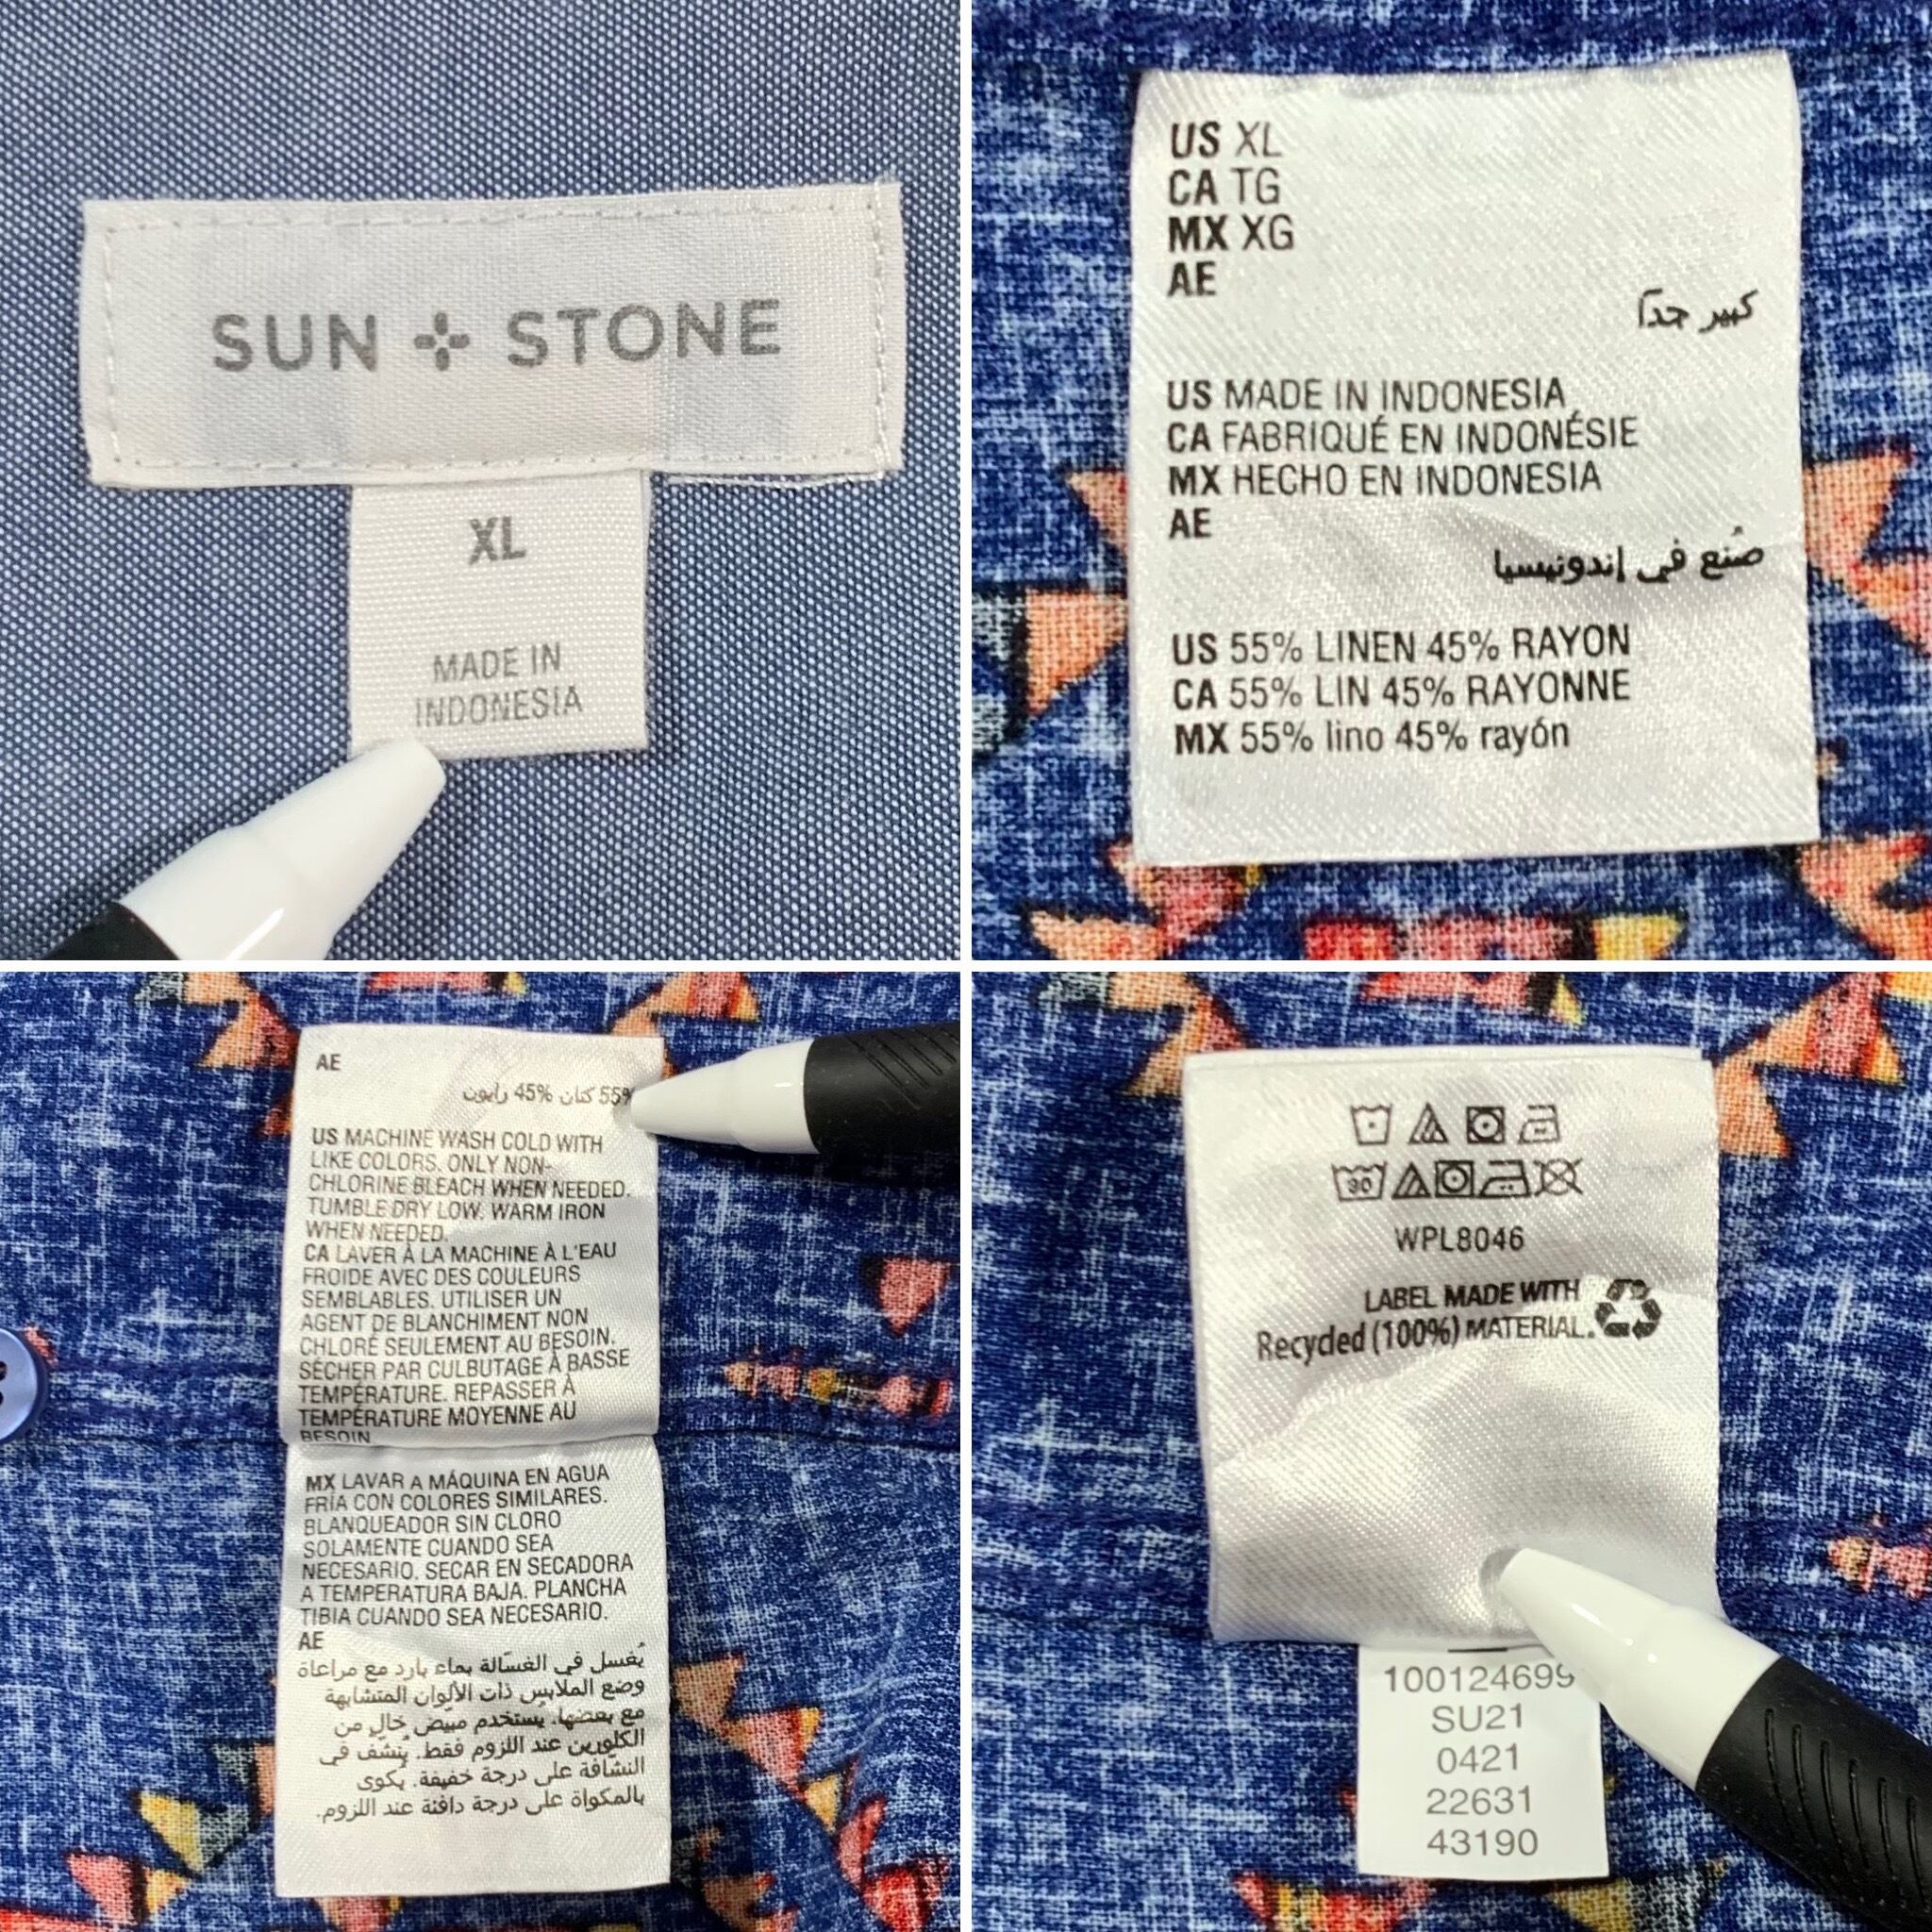 SUN + STONE
XL
MADE IN
INDONESIA
US XL
CA TG
MX XG
AE
كبير جداً
US MADE IN INDONESIA
CA FABRIQUÉ EN INDONÉSIE
MX HECHO EN INDONESIA
AE
صُنع في إندونيسيا
US 55% LINEN 45% RAYON
CA 55% LIN 45% RAYONNE
MX 55% lino 45% rayón
AE
55% كتان 45% رايون
US MACHINE WASH COLD WITH
LIKE COLORS. ONLY NON-
CHLORINE BLEACH WHEN NEEDED.
TUMBLE DRY LOW. WARM IRON
WHEN NEEDED.
CA LAVER À LA MACHINE À L'EAU
FROIDE AVEC DES COULEURS
SEMBLABLES. UTILISER UN
AGENT DE BLANCHIMENT NON
CHLORÉ SEULEMENT AU BESOIN.
SÉCHER PAR CULBUTAGE À BASSE
TEMPÉRATURE. REPASSER À
TEMPÉRATURE MOYENNE AU
BESOIN
MX LAVAR A MÁQUINA EN AGUA
FRÍA CON COLORES SIMILARES.
BLANQUEADOR SIN CLORO
SOLAMENTE CUANDO SEA
NECESARIO. SECAR EN SECADORA
A TEMPERATURA BAJA. PLANCHA
TIBIA CUANDO SEA NECESARIO.
AE
يُغسل في الغسّالة بماء بارد مع مراعاة
وضع الملابس ذات الألوان المتشابهة
مع بعضها. يستخدم مبيّض خالٍ من
الكلورين عند اللزوم فقط. يُنشّف في
النشّافة على درجة خفيفة. يُكوى
بالمكواة على درجة دافئة عند اللزوم.
30
WPL8046
LABEL MADE WITH
Recycled (100%) MATERIAL.
100124699
SU21
0421
22631
43190